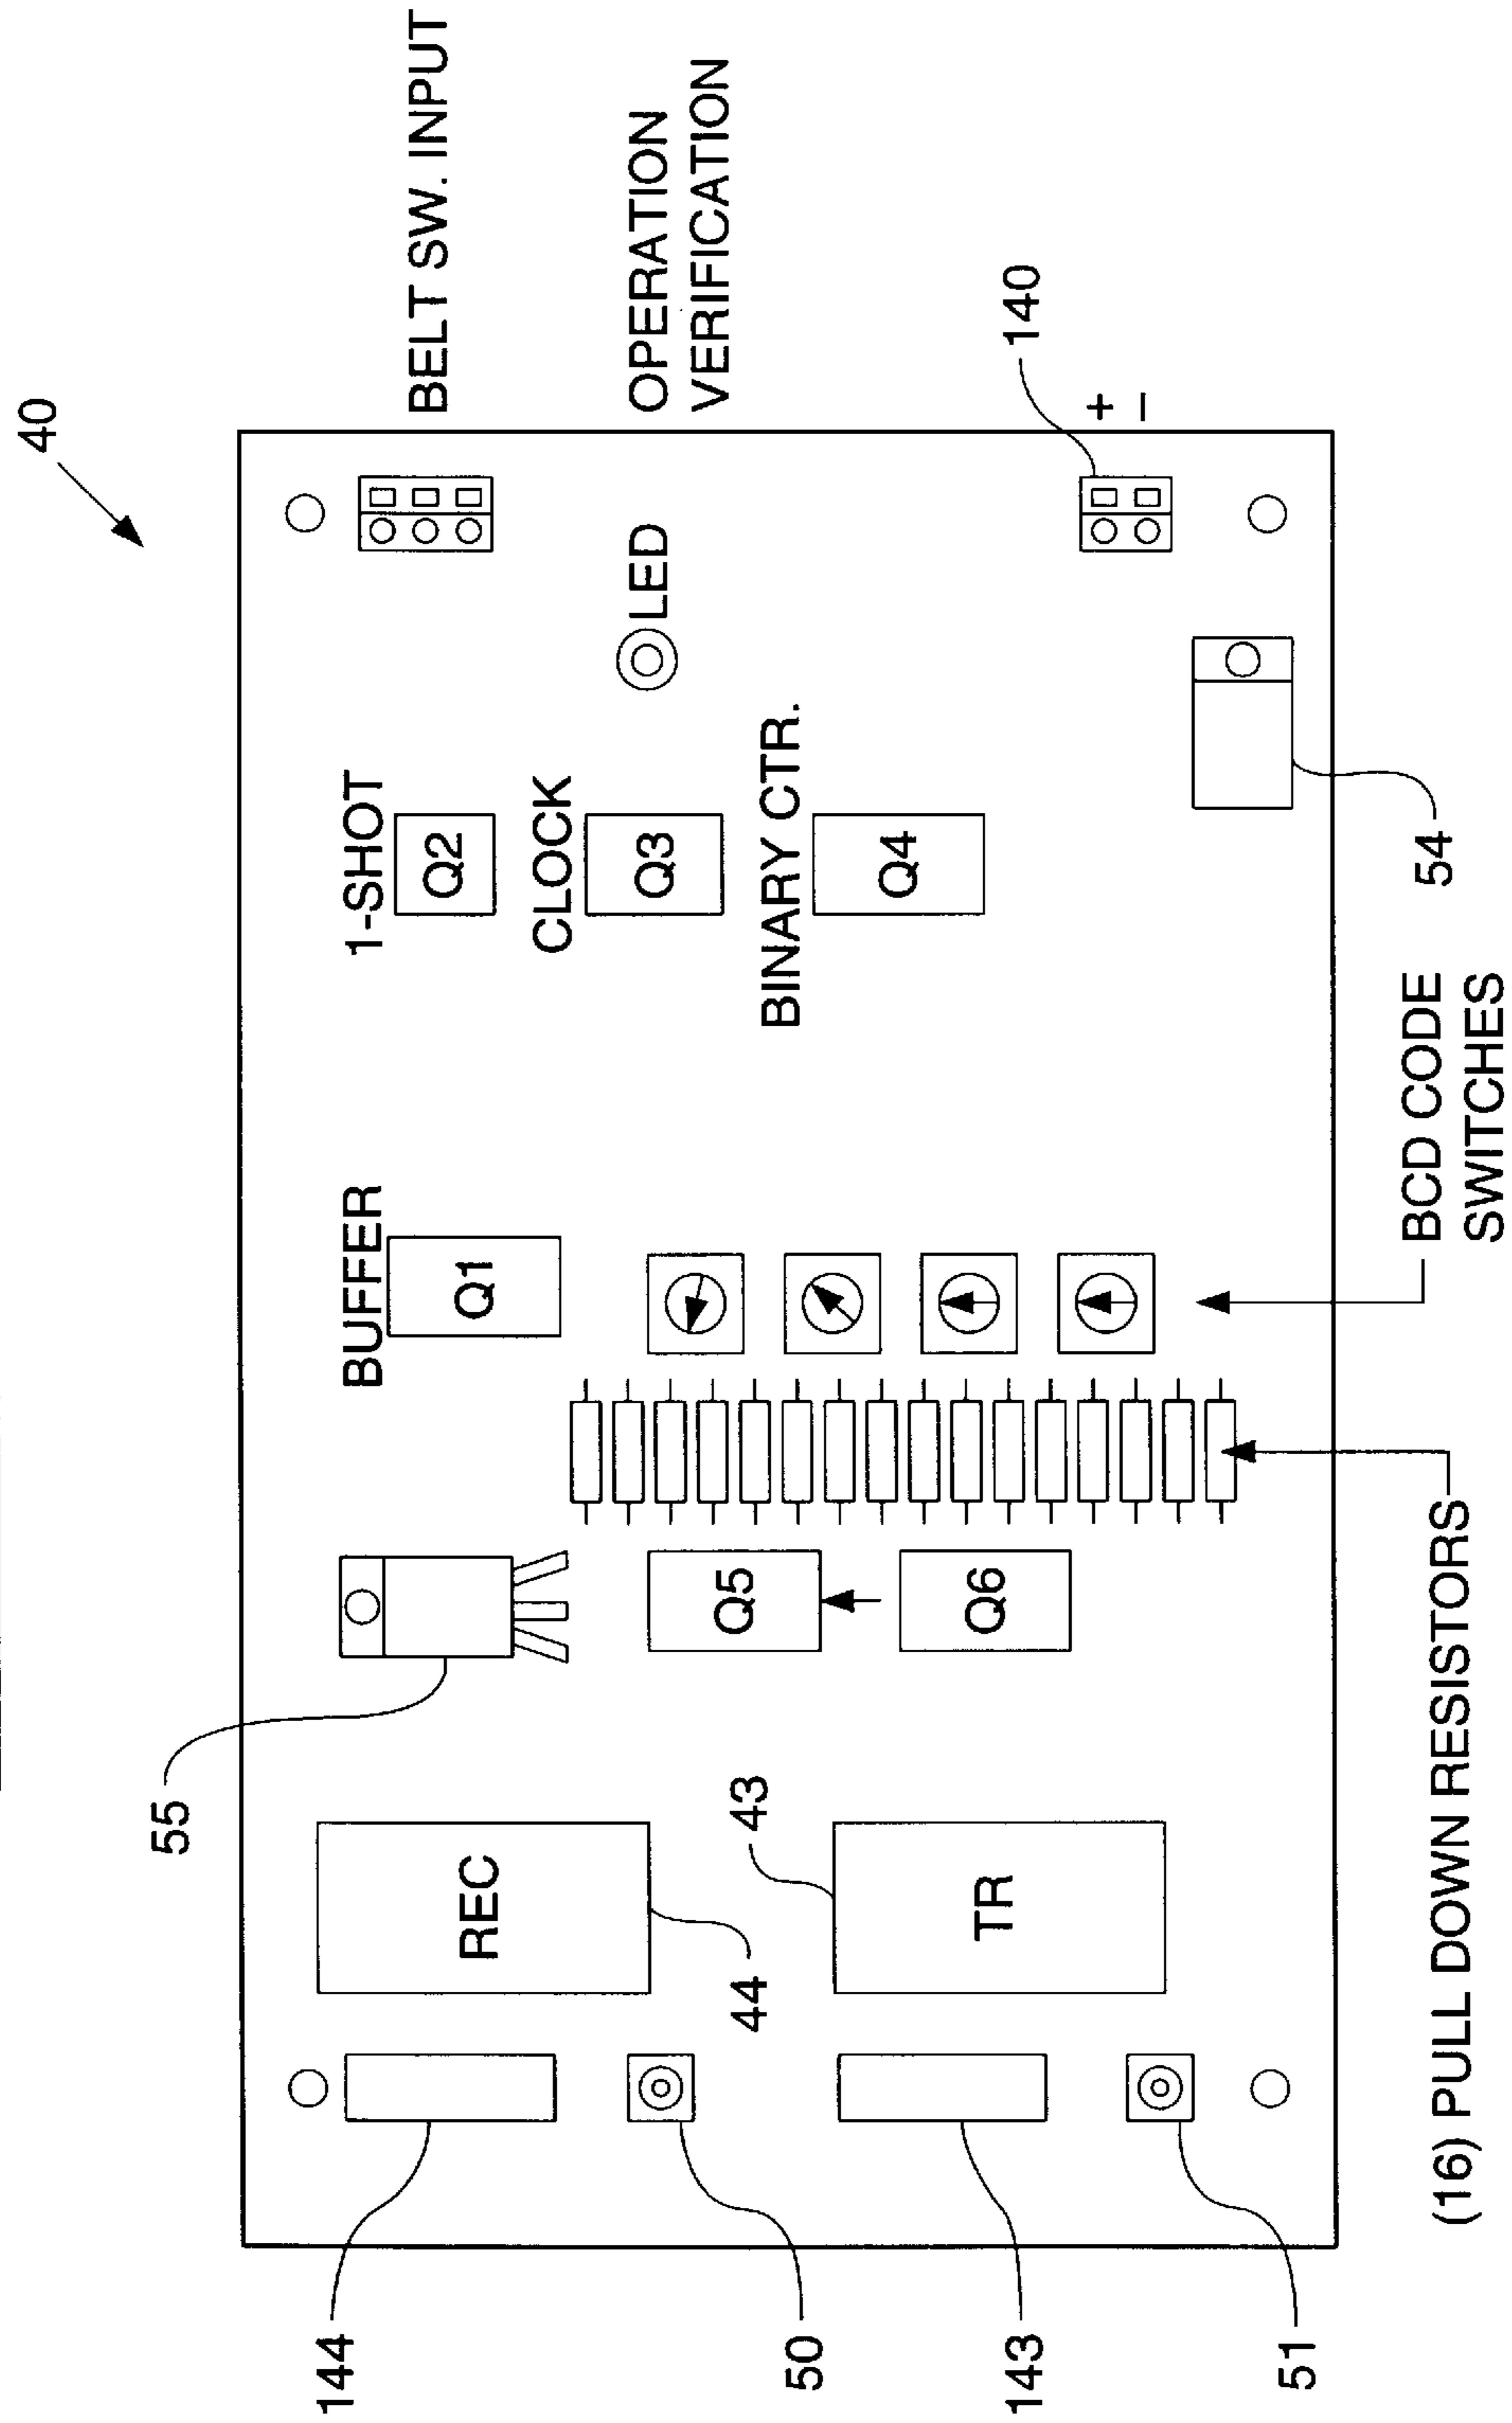 40
BELT SW. INPUT
OPERATION
VERIFICATION
140
+
−
LED
1-SHOT
Q2
CLOCK
Q3
BINARY CTR.
Q4
54
BUFFER
Q1
BCD CODE
SWITCHES
55
Q5
Q6
(16) PULL DOWN RESISTORS
REC
44
43
TR
144
50
143
51